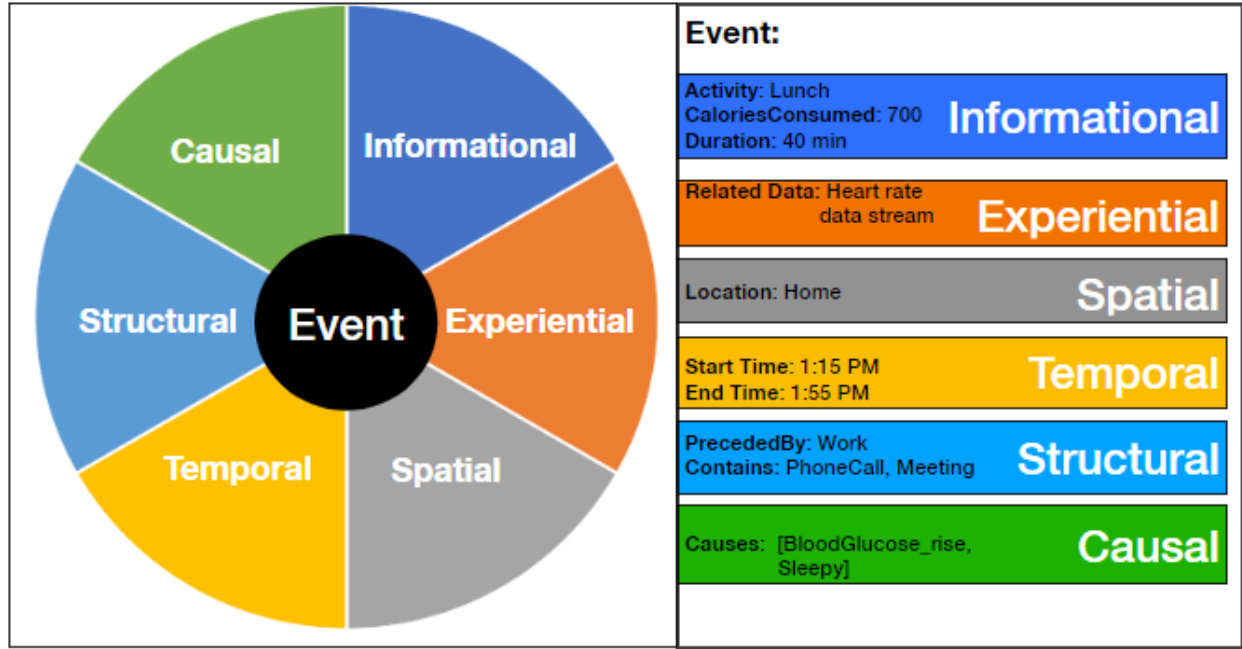 Causal
Informational
Structural
Event
Experiential
Temporal
Spatial
Event:
Activity: Lunch
CaloriesConsumed: 700
Duration: 40 min
Informational
Related Data: Heart rate
data stream
Experiential
Location: Home
Spatial
Start Time: 1:15 PM
End Time: 1:55 PM
Temporal
PrecededBy: Work
Contains: PhoneCall, Meeting
Structural
Causes: [BloodGlucose_rise,
Sleepy]
Causal